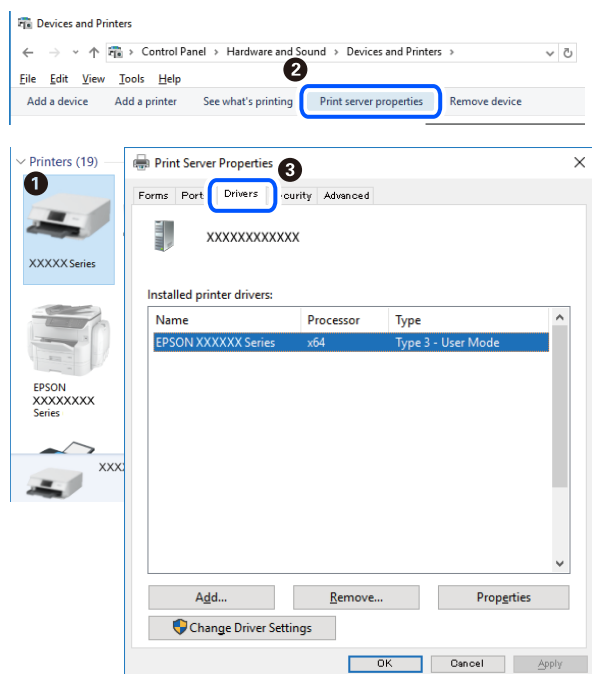 Devices and Printers
Control Panel > Hardware and Sound > Devices and Printers >
2
File Edit View Tools Help
Add a device Add a printer See what's printing Print server properties Remove device
Printers (19)
1
XXXXX Series
EPSON
XXXXXXXX
Series
XXX
Print Server Properties
3
Forms Port Drivers curity Advanced
XXXXXXXXXXXX
Installed printer drivers:
Name Processor Type
EPSON XXXXXX Series x64 Type 3 - User Mode
Add... Remove... Properties
Change Driver Settings
OK Cancel Apply